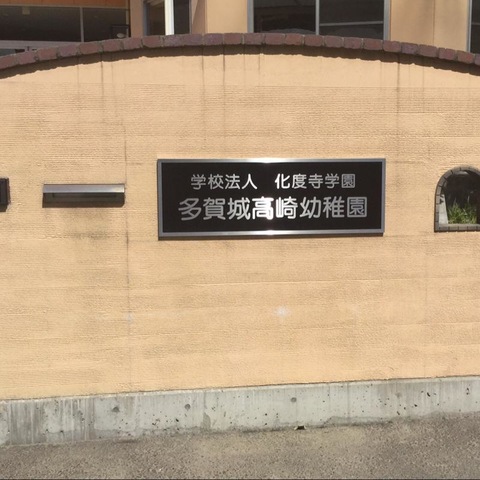 学校法人　化度寺学園
多賀城高崎幼稚園